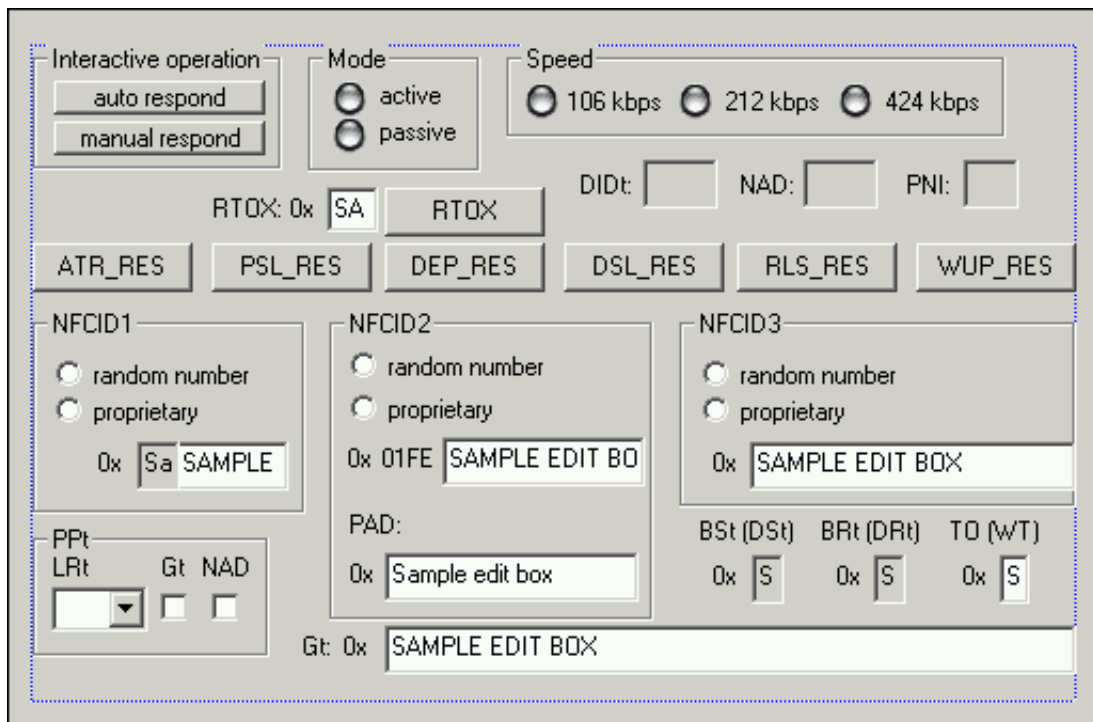 Interactive operation
auto respond
manual respond
Mode
active
passive
Speed
106 kbps 212 kbps 424 kbps
DIDt: NAD: PNI:
RTOX: 0x SA RTOX
ATR_RES PSL_RES DEP_RES DSL_RES RLS_RES WUP_RES
NFCID1
random number
proprietary
0x Sa SAMPLE
NFCID2
random number
proprietary
0x 01FE SAMPLE EDIT BO
PAD:
0x Sample edit box
NFCID3
random number
proprietary
0x SAMPLE EDIT BOX
PPt
LRt Gt NAD
BSt (DSt) BRt (DRt) TO (WT)
0x S 0x S 0x S
Gt: 0x SAMPLE EDIT BOX